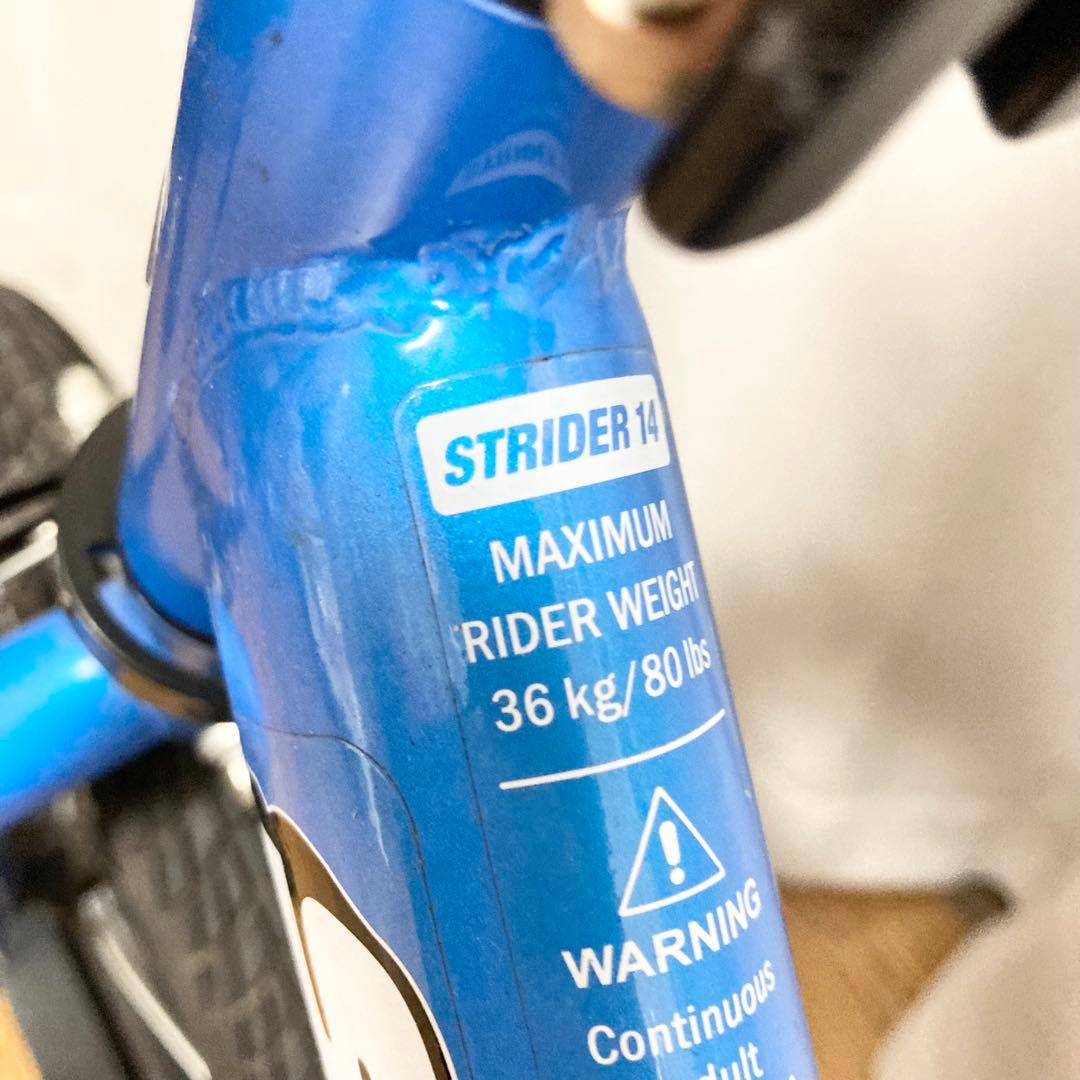 STRIDER 14
MAXIMUM
RIDER WEIGHT
36 kg/80 lbs
WARNING
Continuous